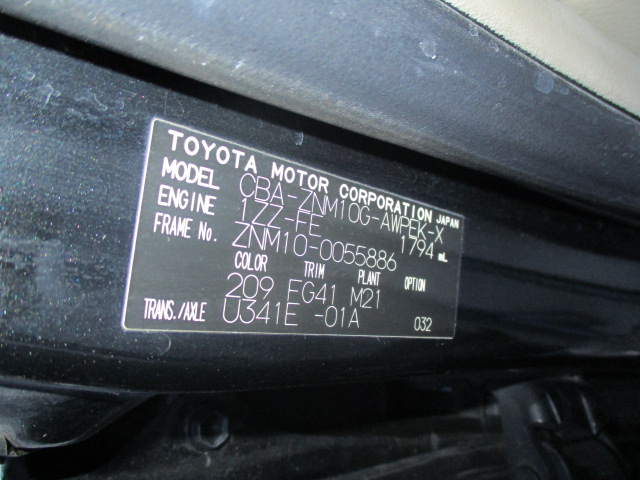 TOYOTA MOTOR CORPORATION JAPAN
MODEL CBA-ZNM10G-AWPEK-X
ENGINE 1ZZ-FE 1794 mL
FRAME No. ZNM10-0055886
COLOR TRIM PLANT OPTION
209 FG41 M21
TRANS./AXLE U341E -01A 032